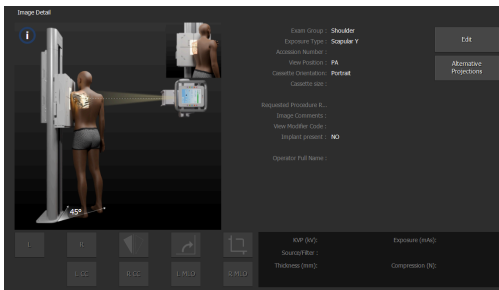 Image Detail
i
45°
Exam Group : Shoulder
Exposure Type : Scapular Y
Accession Number :
View Position : PA
Cassette Orientation: Portrait
Cassette size :
Requested Procedure R...
Image Comments :
View Modifier Code :
Implant present : NO
Operator Full Name :
Edit
Alternative
Projections
L
R
L CC
R CC
L MLO
R MLO
KVP (kV):
Exposure (mAs):
Source/Filter :
Thickness (mm):
Compression (N):